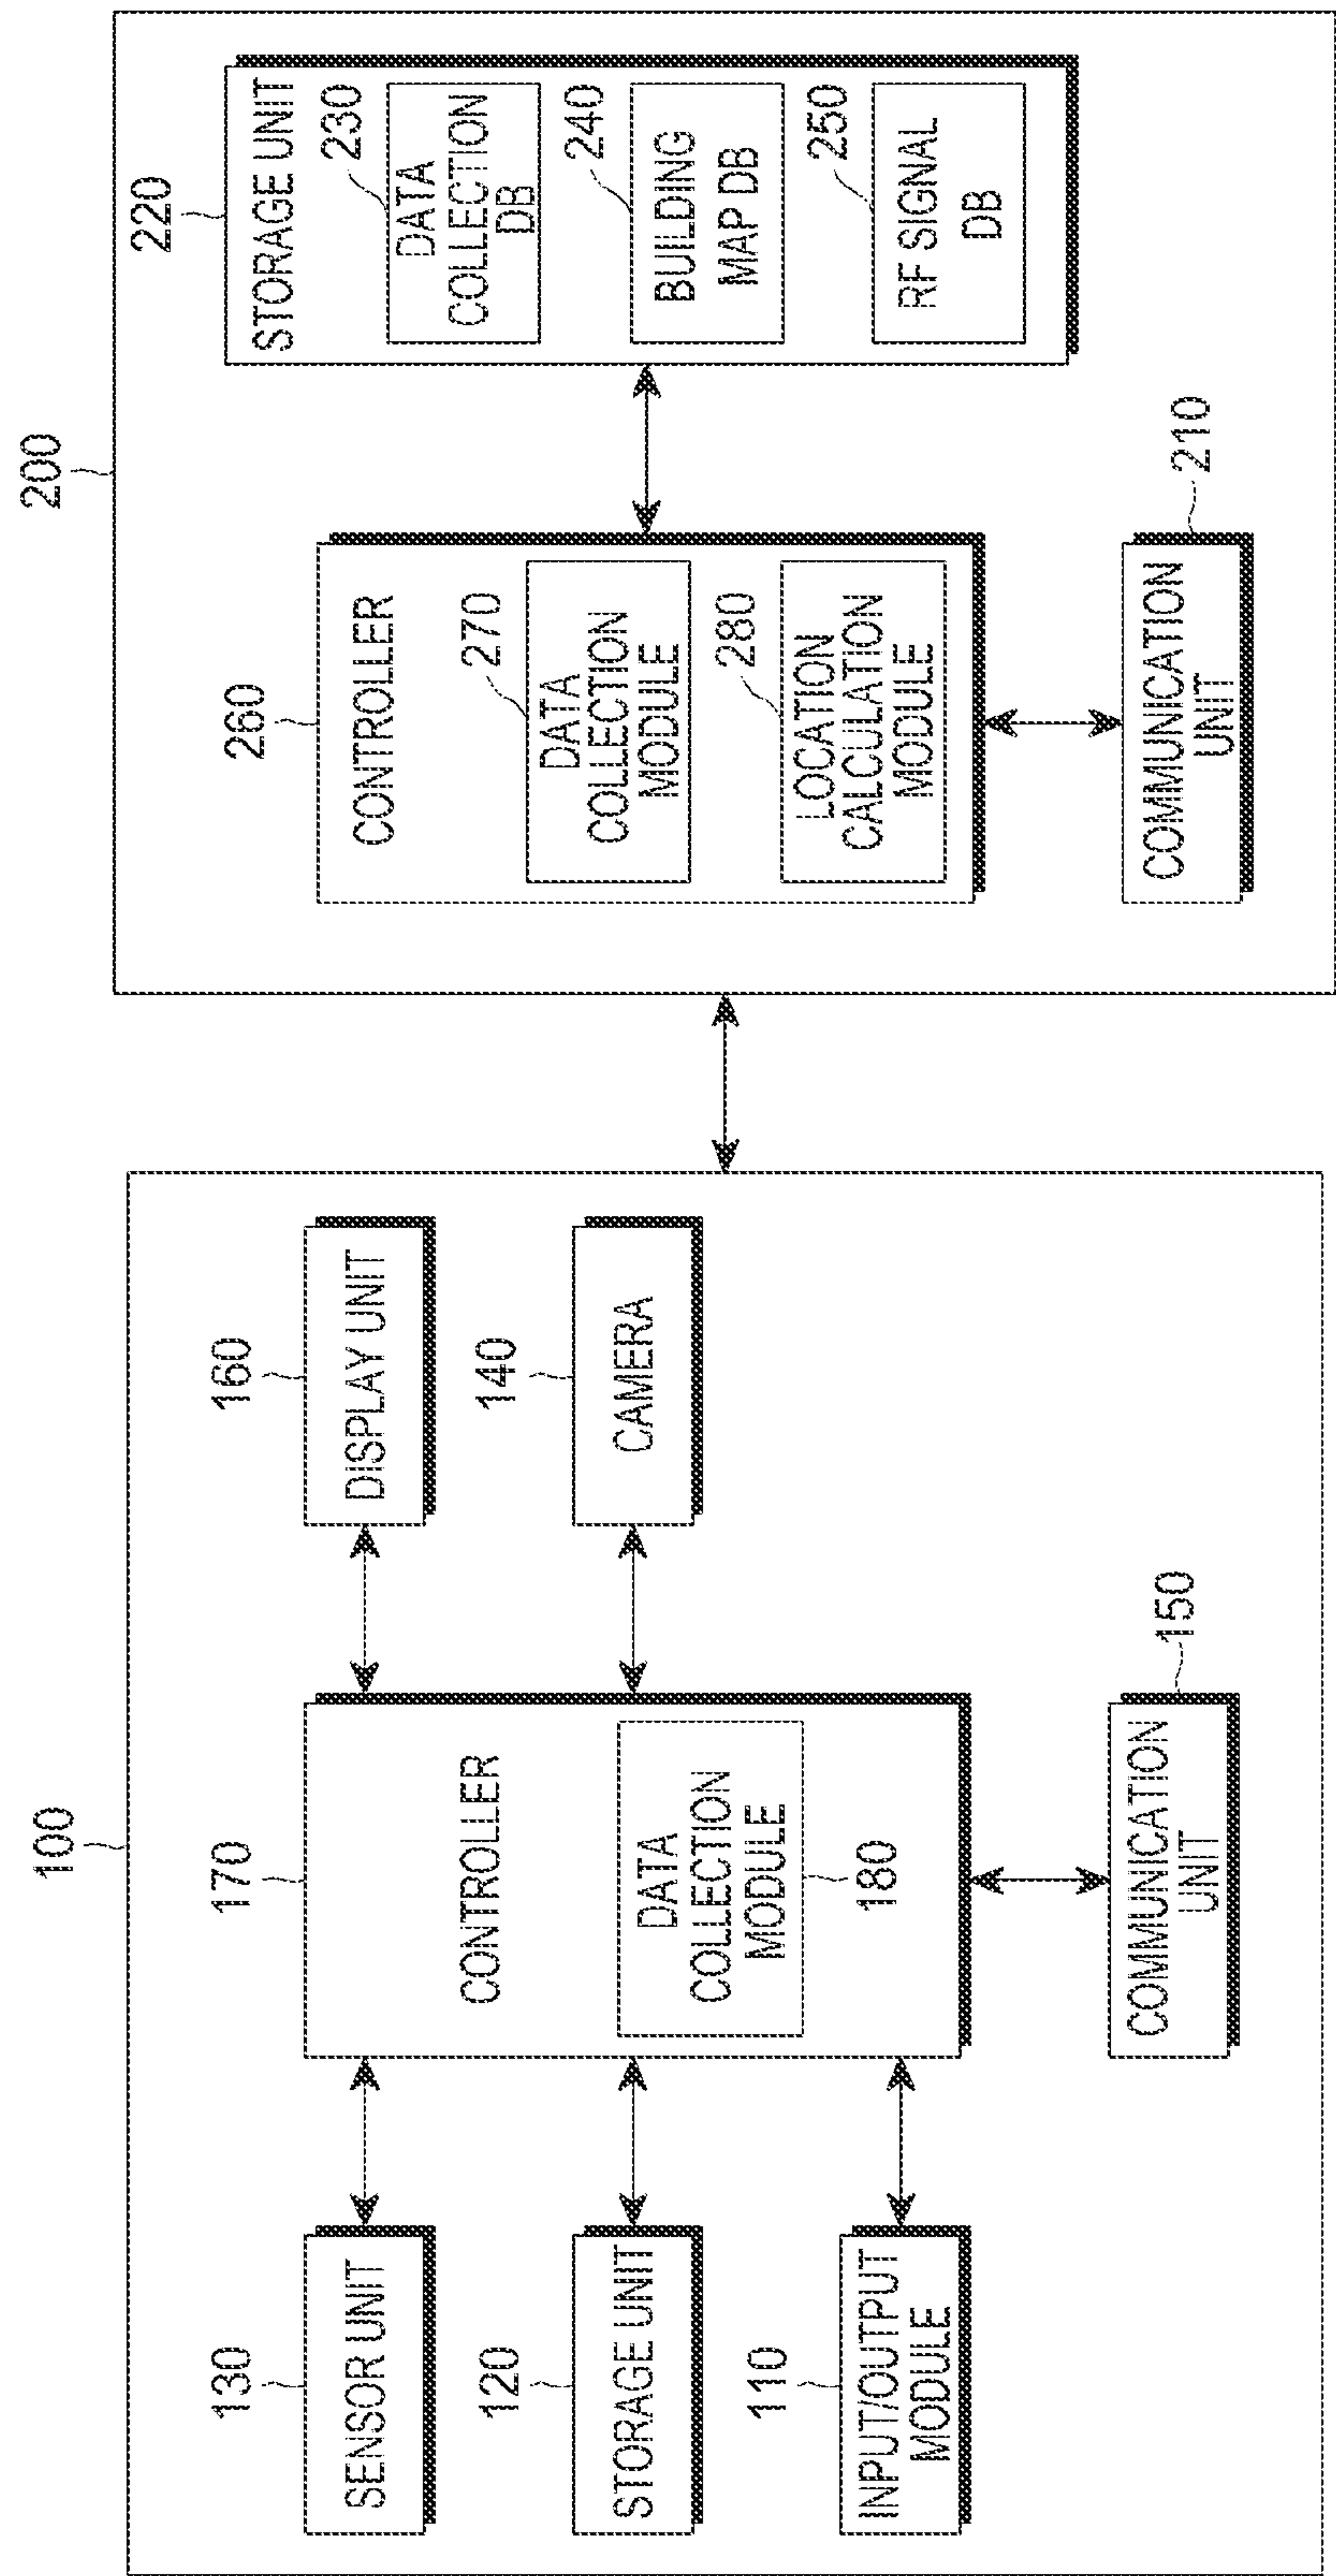 100
200
130
SENSOR UNIT
120
STORAGE UNIT
110
INPUT/OUTPUT
MODULE
170
CONTROLLER
DATA
COLLECTION
MODULE
180
150
COMMUNICATION
UNIT
160
DISPLAY UNIT
140
CAMERA
260
CONTROLLER
270
DATA
COLLECTION
MODULE
280
LOCATION
CALCULATION
MODULE
210
COMMUNICATION
UNIT
220
STORAGE UNIT
230
DATA
COLLECTION
DB
240
BUILDING
MAP DB
250
RF SIGNAL
DB